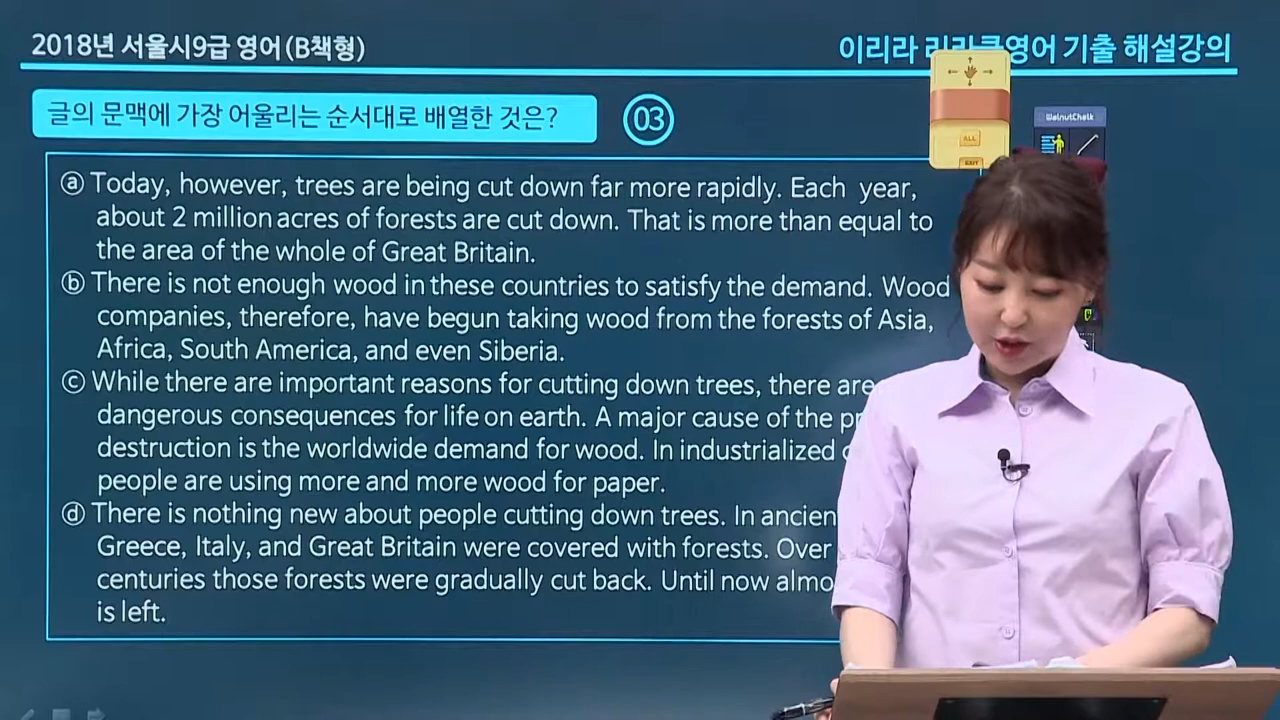 2018년 서울시9급 영어(B책형)
이리라 리라클영어 기출 해설강의
글의 문맥에 가장 어울리는 순서대로 배열한 것은?
03
ALL
EXIT
WalnutChalk
ⓐ Today, however, trees are being cut down far more rapidly. Each year,
about 2 million acres of forests are cut down. That is more than equal to
the area of the whole of Great Britain.
ⓑ There is not enough wood in these countries to satisfy the demand. Wood
companies, therefore, have begun taking wood from the forests of Asia,
Africa, South America, and even Siberia.
ⓒ While there are important reasons for cutting down trees, there are
dangerous consequences for life on earth. A major cause of the
destruction is the worldwide demand for wood. In industrialized
people are using more and more wood for paper.
ⓓ There is nothing new about people cutting down trees. In
Greece, Italy, and Great Britain were covered with forests. Over
centuries those forests were gradually cut back. Until now
is left.